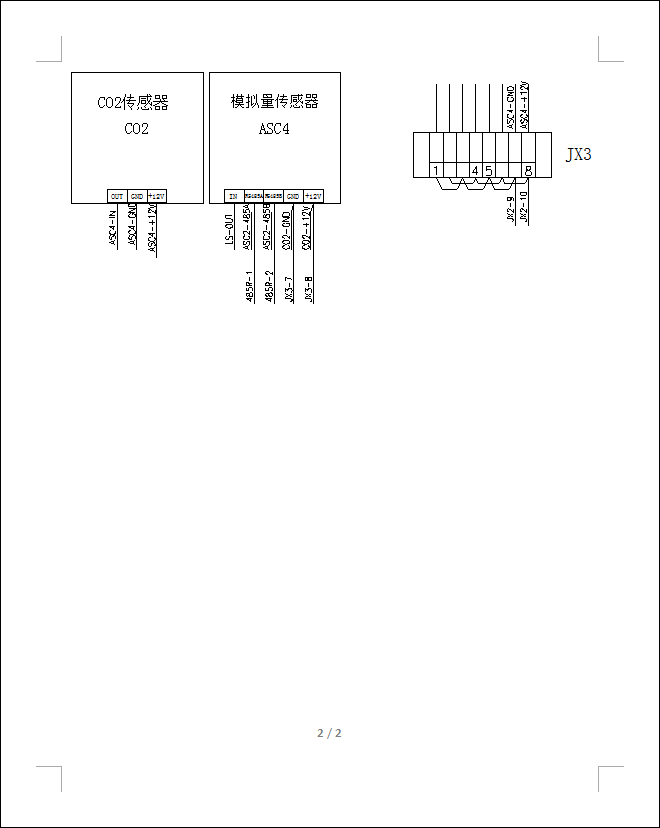 CO2传感器
CO2
OUT GND +12V
ASC4-IN
ASC4-GND
ASC4-+12V
模拟量传感器
ASC4
IN RS485A RS485B GND +12V
LS-OUT
ASC2-485A
ASC2-485B
CO2-GND
CO2-+12V
485R-1
485R-2
JX3-7
JX3-8
ASC4-GND
ASC4-+12V
1 4 5 8
JX3
JX2-9
JX2-10
2 / 2